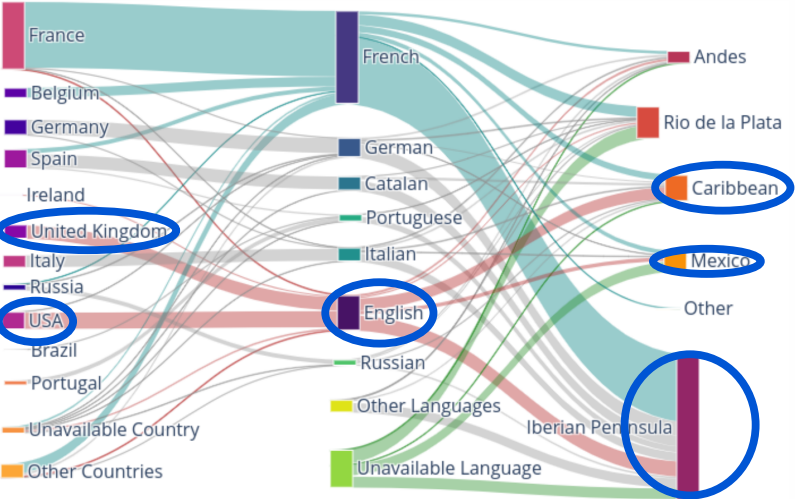 France
Belgium
Germany
Spain
Ireland
United Kingdom
Italy
Russia
USA
Brazil
Portugal
Unavailable Country
Other Countries
French
German
Catalan
Portuguese
Italian
English
Russian
Other Languages
Unavailable Language
Andes
Rio de la Plata
Caribbean
Mexico
Other
Iberian Peninsula